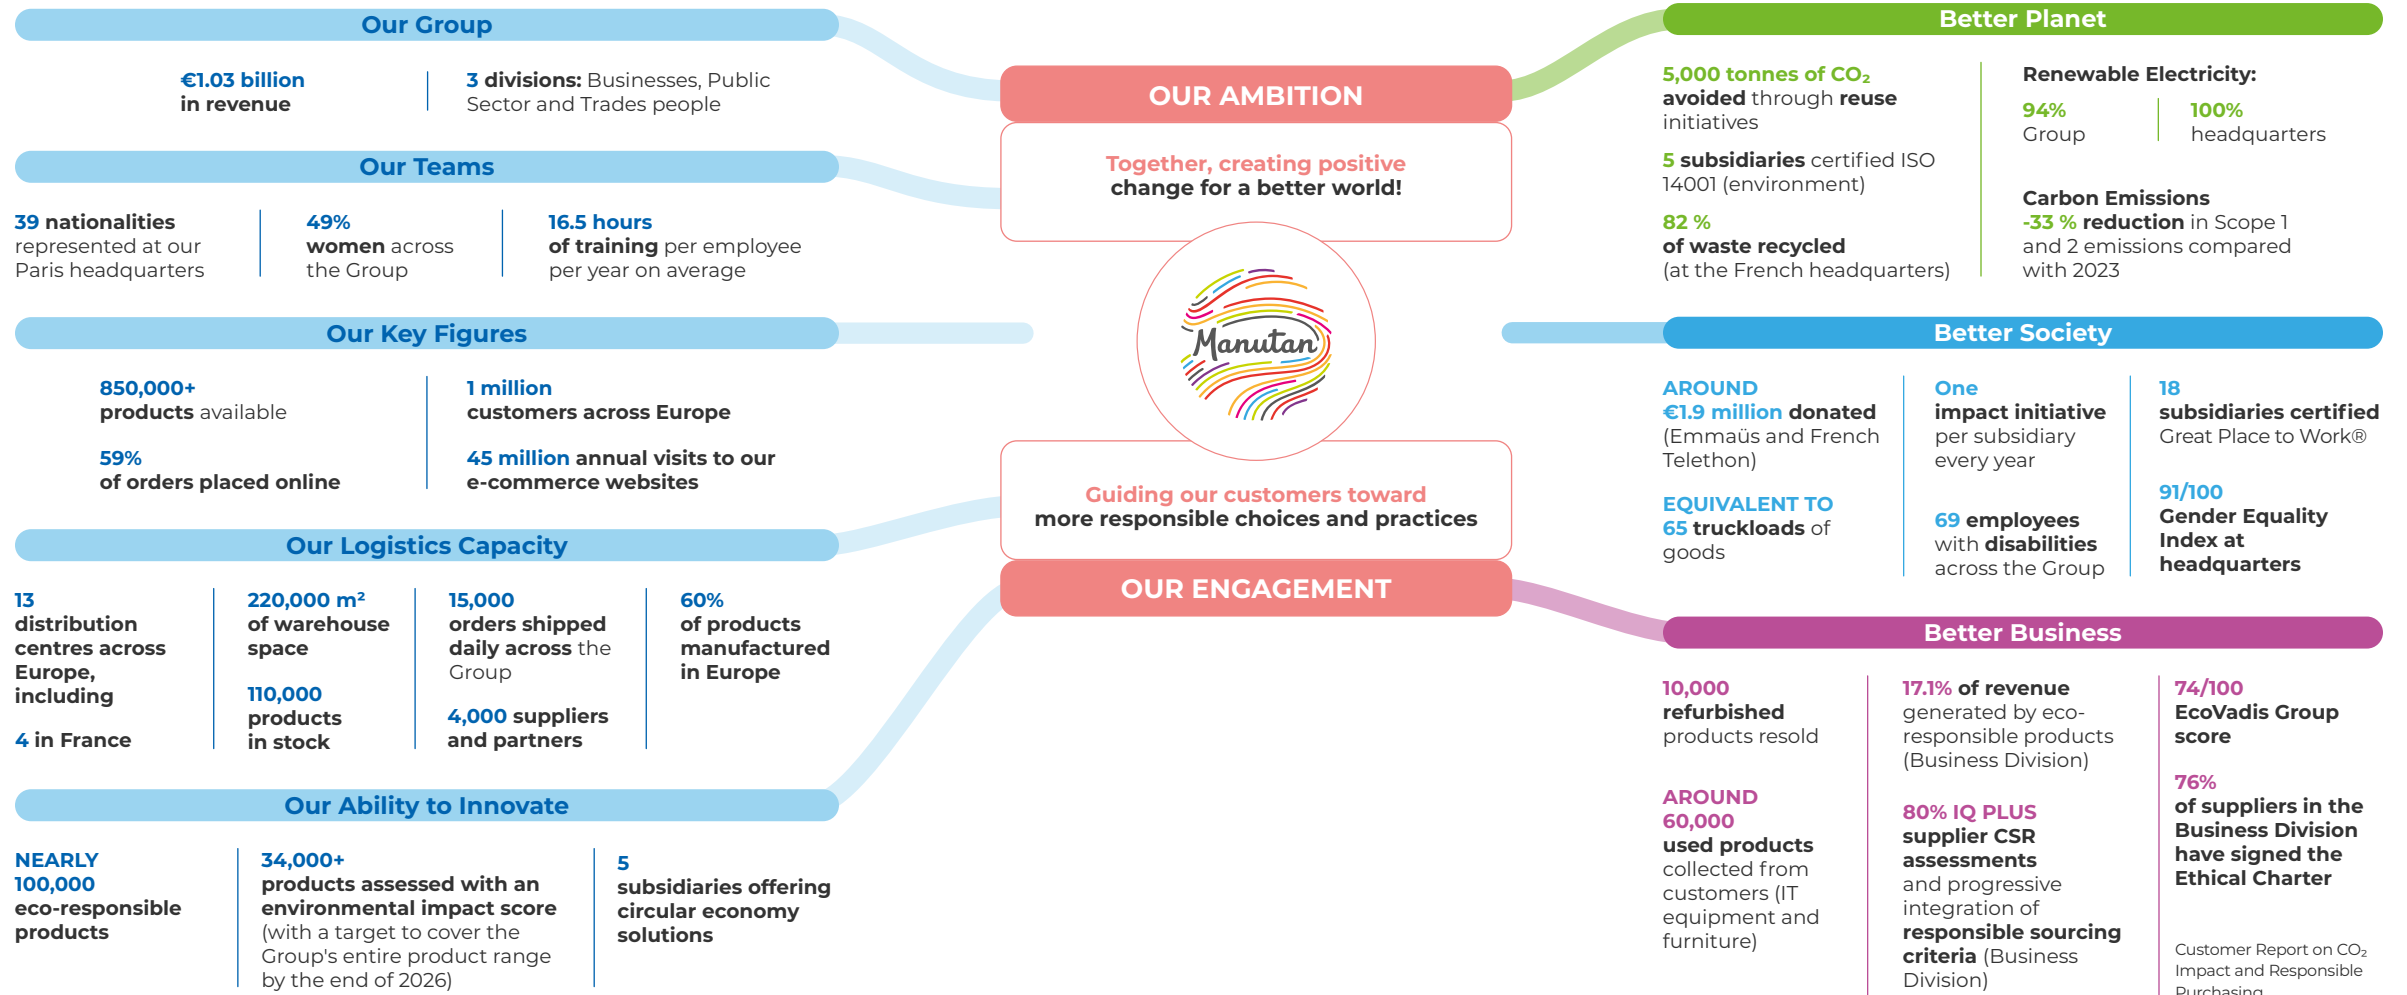 Our Group
€1.03 billion
in revenue
3 divisions: Businesses, Public
Sector and Trades people
Our Teams
39 nationalities
represented at our
Paris headquarters
49%
women across
the Group
16.5 hours
of training per employee
per year on average
Our Key Figures
850,000+
products available
59%
of orders placed online
1 million
customers across Europe
45 million annual visits to our
e-commerce websites
Our Logistics Capacity
13
distribution
centres across
Europe,
including
4 in France
220,000 m²
of warehouse
space
110,000
products
in stock
15,000
orders shipped
daily across the
Group
4,000 suppliers
and partners
60%
of products
manufactured
in Europe
Our Ability to Innovate
NEARLY
100,000
eco-responsible
products
34,000+
products assessed with an
environmental impact score
(with a target to cover the
Group's entire product range
by the end of 2026)
5
subsidiaries offering
circular economy
solutions
OUR AMBITION
Together, creating positive
change for a better world!
Manutan
Guiding our customers toward
more responsible choices and practices
OUR ENGAGEMENT
Better Planet
5,000 tonnes of CO₂
avoided through reuse
initiatives
5 subsidiaries certified ISO
14001 (environment)
82 %
of waste recycled
(at the French headquarters)
Renewable Electricity:
94%
Group
100%
headquarters
Carbon Emissions
-33 % reduction in Scope 1
and 2 emissions compared
with 2023
Better Society
AROUND
€1.9 million donated
(Emmaüs and French
Telethon)
EQUIVALENT TO
65 truckloads of
goods
One
impact initiative
per subsidiary
every year
69 employees
with disabilities
across the Group
18
subsidiaries certified
Great Place to Work®
91/100
Gender Equality
Index at
headquarters
Better Business
10,000
refurbished
products resold
AROUND
60,000
used products
collected from
customers (IT
equipment and
furniture)
17.1% of revenue
generated by eco-
responsible products
(Business Division)
80% IQ PLUS
supplier CSR
assessments
and progressive
integration of
responsible sourcing
criteria (Business
Division)
74/100
EcoVadis Group
score
76%
of suppliers in the
Business Division
have signed the
Ethical Charter
Customer Report on CO₂
Impact and Responsible
Purchasing